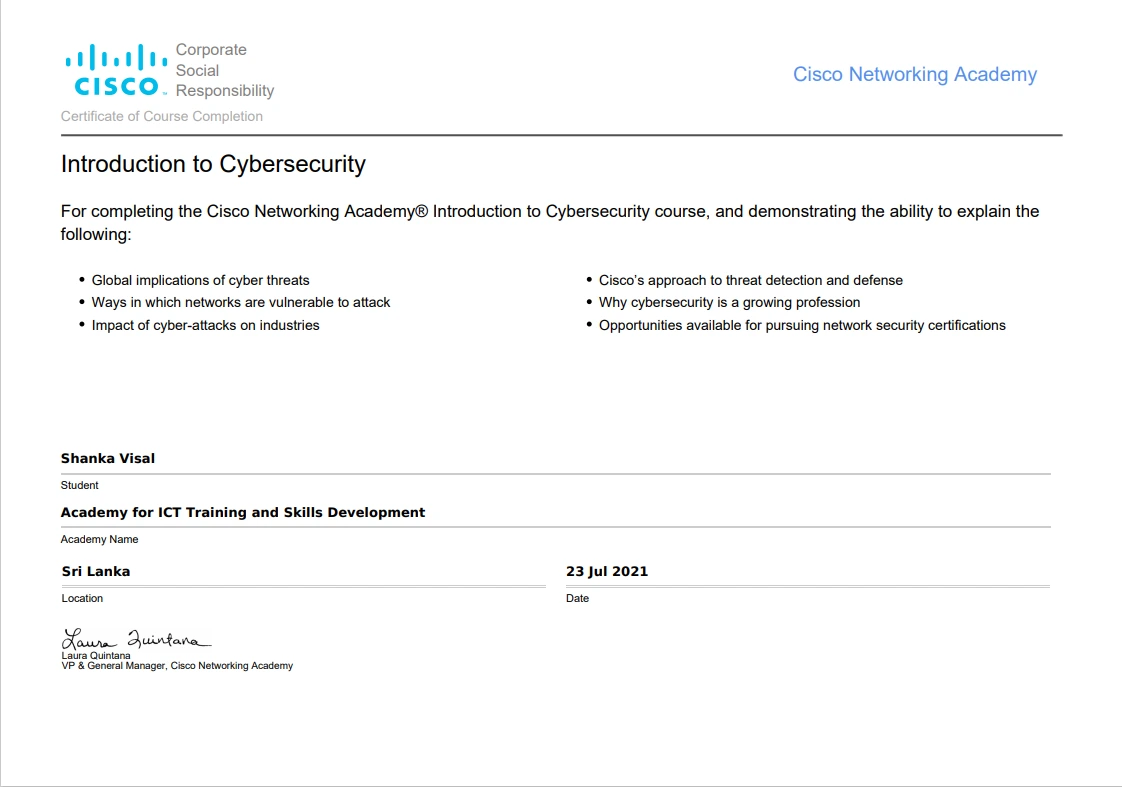 Corporate
Social
CISCO™ Responsibility
Cisco Networking Academy
Certificate of Course Completion
Introduction to Cybersecurity
For completing the Cisco Networking Academy® Introduction to Cybersecurity course, and demonstrating the ability to explain the
following:
• Global implications of cyber threats
• Ways in which networks are vulnerable to attack
• Impact of cyber-attacks on industries
• Cisco’s approach to threat detection and defense
• Why cybersecurity is a growing profession
• Opportunities available for pursuing network security certifications
Shanka Visal
Student
Academy for ICT Training and Skills Development
Academy Name
Sri Lanka
Location
23 Jul 2021
Date
Laura Quintana
Laura Quintana
VP & General Manager, Cisco Networking Academy